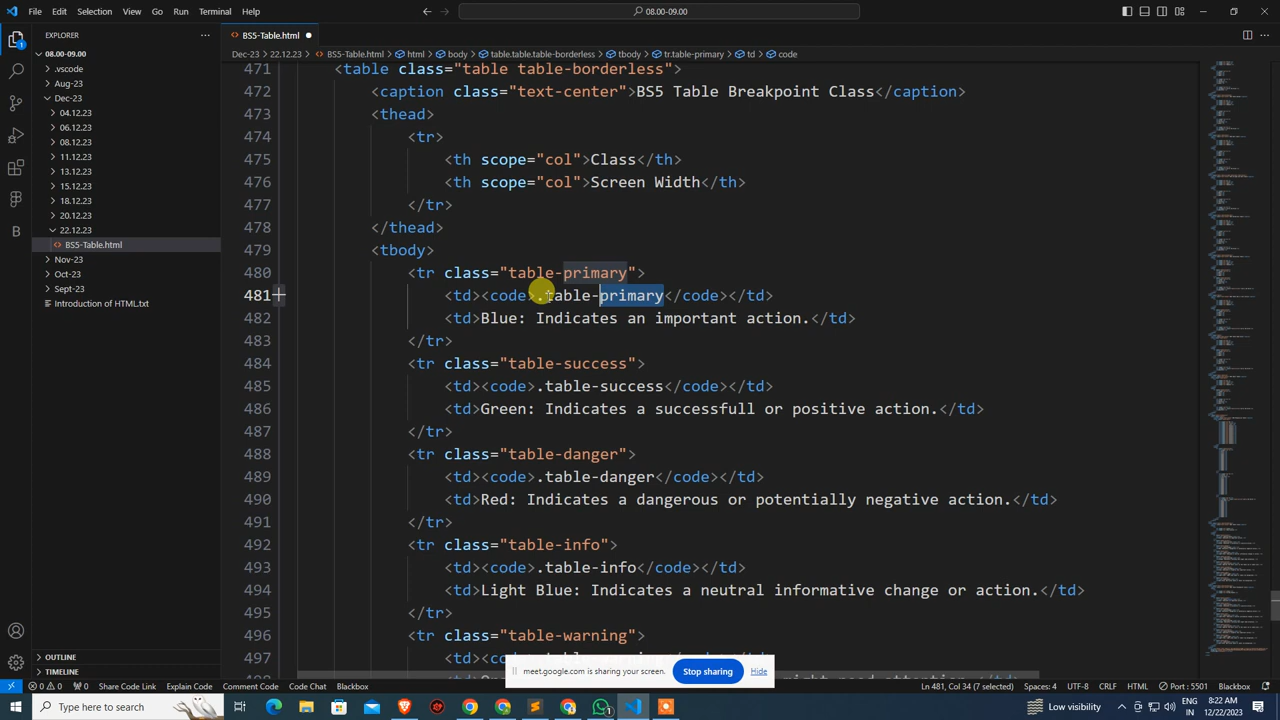 File Edit Selection View Go Run Terminal Help
08.00-09.00
EXPLORER
BS5-Table.html
08.00-09.00
Dec-23 > 22.12.23 > BS5-Table.html > html > body > table.table.table-borderless > tbody > tr.table-primary > td > code
.vscode
Aug-23
Dec-23
04.12.23
06.12.23
08.12.23
11.12.23
13.12.23
15.12.23
18.12.23
20.12.23
22.12.23
BS5-Table.html
Nov-23
Oct-23
Sept-23
Introduction of HTML.txt
471 <table class="table table-borderless">
472 <caption class="text-center">BS5 Table Breakpoint Class</caption>
473 <thead>
474 <tr>
475 <th scope="col">Class</th>
476 <th scope="col">Screen Width</th>
477 </tr>
478 </thead>
479 <tbody>
480 <tr class="table-primary">
481 <td><code>.table-primary</code></td>
482 <td>Blue: Indicates an important action.</td>
483 </tr>
484 <tr class="table-success">
485 <td><code>.table-success</code></td>
486 <td>Green: Indicates a successfull or positive action.</td>
487 </tr>
488 <tr class="table-danger">
489 <td><code>.table-danger</code></td>
490 <td>Red: Indicates a dangerous or potentially negative action.</td>
491 </tr>
492 <tr class="table-info">
493 <td><code>.table-info</code></td>
494 <td>Light blue: Indicates a neutral informative change or action.</td>
495 </tr>
496 <tr class="table-warning">
497
498
OUTLINE
TIMELINE
meet.google.com is sharing your screen. Stop sharing Hide
0 0 0 Share Code Link Explain Code Comment Code Code Chat Blackbox Ln 481, Col 34 (7 selected) Spaces: 4 UTF-8 CRLF HTML Port : 5501 Blackbox
Type here to search
Low visibility
ENG
IN
8:22 AM
12/22/2023